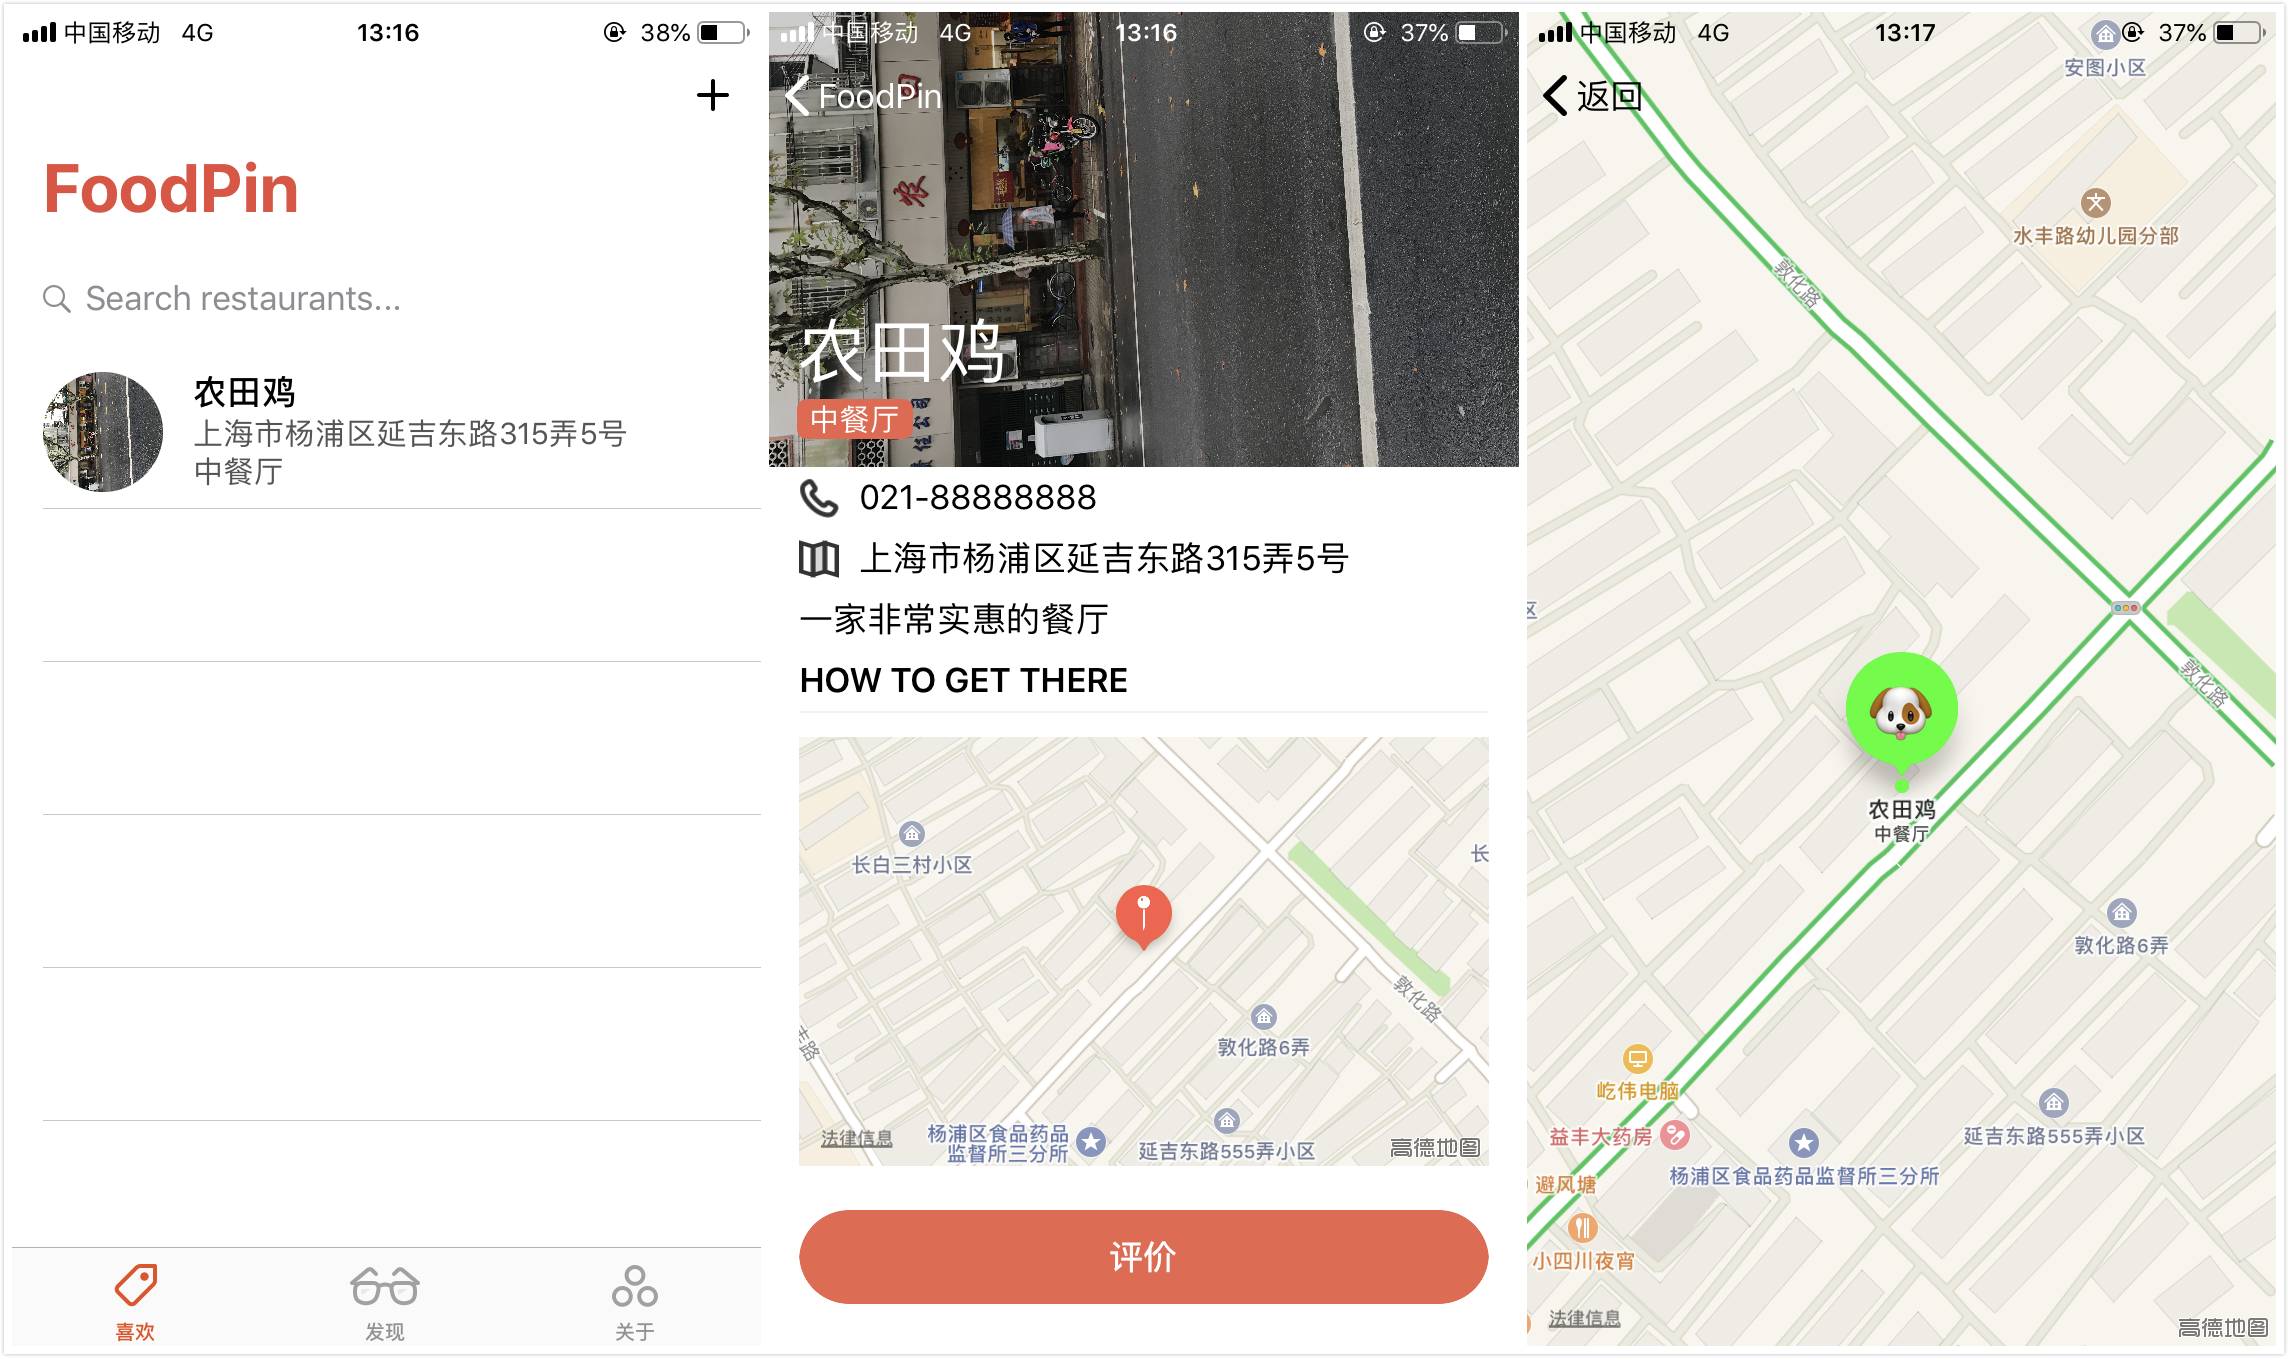 中国移动 4G 13:16 38%
FoodPin
Search restaurants...
农田鸡
上海市杨浦区延吉东路315弄5号
中餐厅
喜欢 发现 关于
中国移动 4G 13:16 37%
FoodPin
农
农田鸡
中餐厅
021-88888888
上海市杨浦区延吉东路315弄5号
一家非常实惠的餐厅
HOW TO GET THERE
长白三村小区
长
敦化路
敦化路6弄
丰路
杨浦区食品药品
监督所三分所
延吉东路555弄小区
法律信息
高德地图
评价
中国移动 4G 13:17 37%
返回
安图小区
水丰路幼儿园分部
敦化路
区
敦化路
农田鸡
中餐厅
敦化路6弄
屹伟电脑
益丰大药房
延吉东路555弄小区
杨浦区食品药品监督所三分所
避风塘
小四川夜宵
法律信息
高德地图